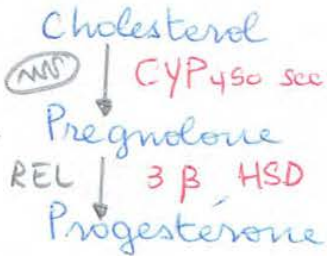 Cholesterol
CYP450 scc
Pregnolone
REL 3 β HSD
Progestérone